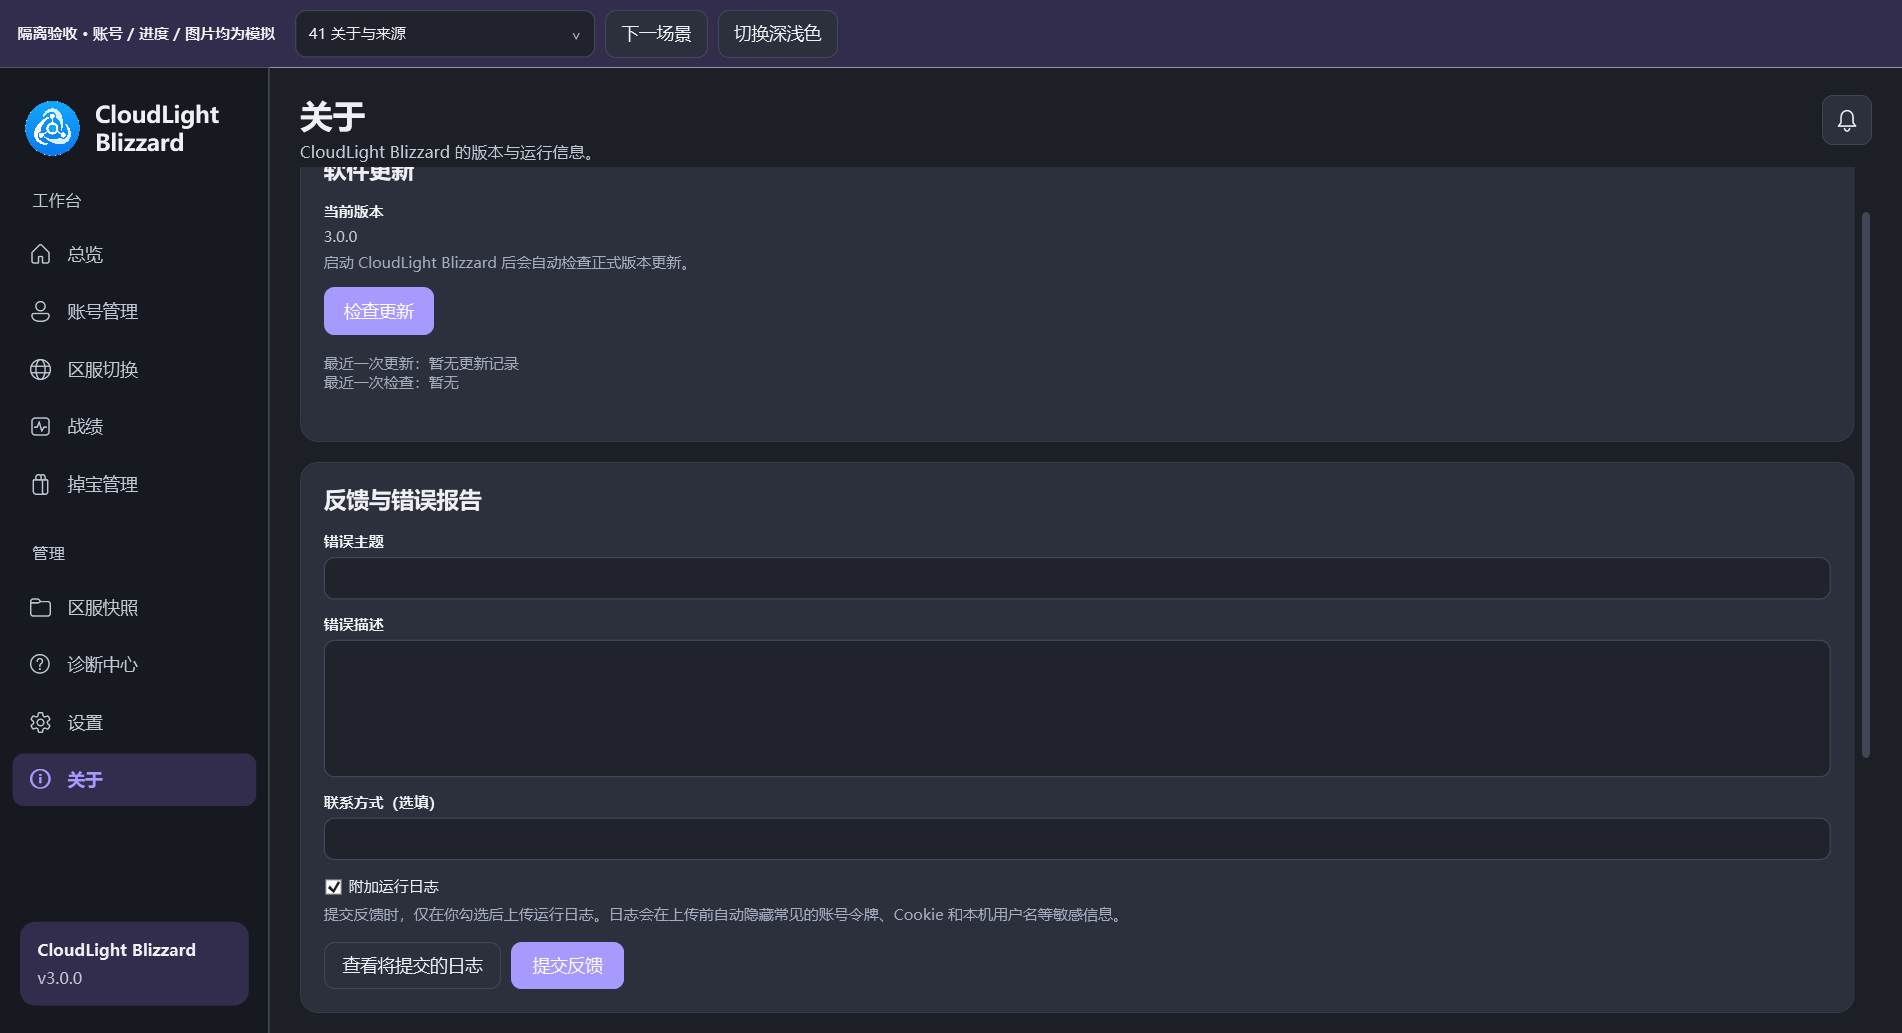 隔离验收 • 账号 / 进度 / 图片均为模拟
41 关于与来源
下一场景
切换深浅色
CloudLight
Blizzard
工作台
总览
账号管理
区服切换
战绩
掉宝管理
管理
区服快照
诊断中心
设置
关于
CloudLight Blizzard
v3.0.0
关于
CloudLight Blizzard 的版本与运行信息。
软件更新
当前版本
3.0.0
启动 CloudLight Blizzard 后会自动检查正式版本更新。
检查更新
最近一次更新：暂无更新记录
最近一次检查：暂无
反馈与错误报告
错误主题
错误描述
联系方式（选填）
附加运行日志
提交反馈时，仅在你勾选后上传运行日志。日志会在上传前自动隐藏常见的账号令牌、Cookie 和本机用户名等敏感信息。
查看将提交的日志
提交反馈